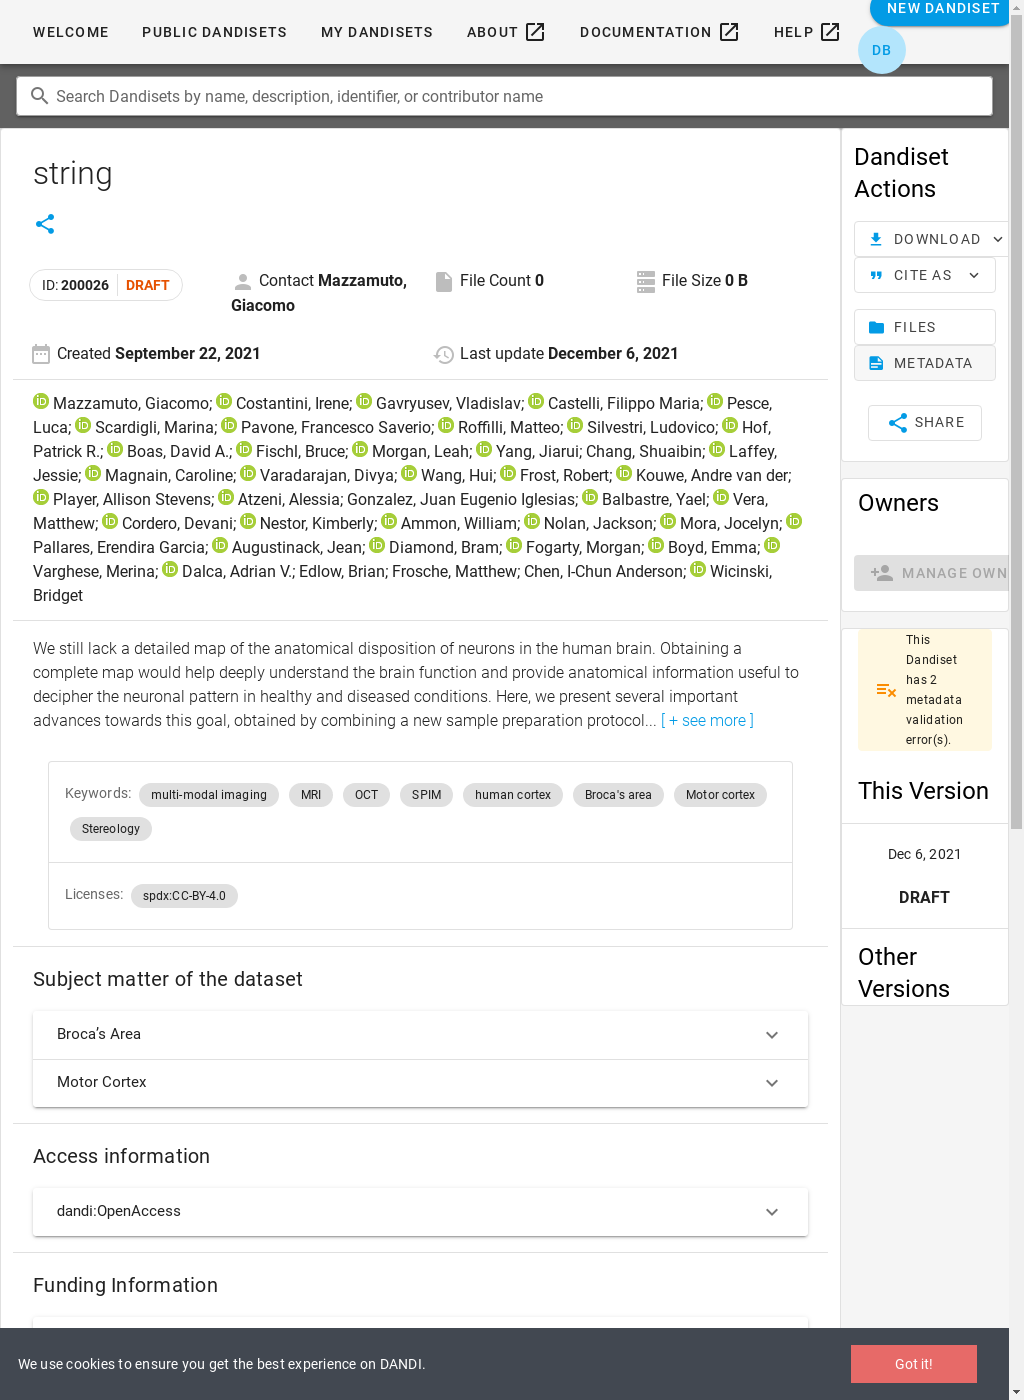 WELCOME PUBLIC DANDISETS MY DANDISETS ABOUT DOCUMENTATION HELP NEW DANDISET
DB
Search Dandisets by name, description, identifier, or contributor name
string
ID: 200026 DRAFT
Contact Mazzamuto, Giacomo
File Count 0
File Size 0 B
Created September 22, 2021
Last update December 6, 2021
Mazzamuto, Giacomo; Costantini, Irene; Gavryusev, Vladislav; Castelli, Filippo Maria; Pesce,
Luca; Scardigli, Marina; Pavone, Francesco Saverio; Roffilli, Matteo; Silvestri, Ludovico; Hof,
Patrick R.; Boas, David A.; Fischl, Bruce; Morgan, Leah; Yang, Jiarui; Chang, Shuaibin; Laffey,
Jessie; Magnain, Caroline; Varadarajan, Divya; Wang, Hui; Frost, Robert; Kouwe, Andre van der;
Player, Allison Stevens; Atzeni, Alessia; Gonzalez, Juan Eugenio Iglesias; Balbastre, Yael; Vera,
Matthew; Cordero, Devani; Nestor, Kimberly; Ammon, William; Nolan, Jackson; Mora, Jocelyn;
Pallares, Erendira Garcia; Augustinack, Jean; Diamond, Bram; Fogarty, Morgan; Boyd, Emma;
Varghese, Merina; Dalca, Adrian V.; Edlow, Brian; Frosche, Matthew; Chen, I-Chun Anderson; Wicinski,
Bridget
We still lack a detailed map of the anatomical disposition of neurons in the human brain. Obtaining a
complete map would help deeply understand the brain function and provide anatomical information useful to
decipher the neuronal pattern in healthy and diseased conditions. Here, we present several important
advances towards this goal, obtained by combining a new sample preparation protocol... [ + see more ]
Keywords: multi-modal imaging MRI OCT SPIM human cortex Broca's area Motor cortex
Stereology
Licenses: spdx:CC-BY-4.0
Subject matter of the dataset
Broca’s Area
Motor Cortex
Access information
dandi:OpenAccess
Funding Information
Dandiset
Actions
DOWNLOAD
CITE AS
FILES
METADATA
SHARE
Owners
MANAGE OWN
This
Dandiset
has 2
metadata
validation
error(s).
This Version
Dec 6, 2021
DRAFT
Other
Versions
We use cookies to ensure you get the best experience on DANDI.
Got it!